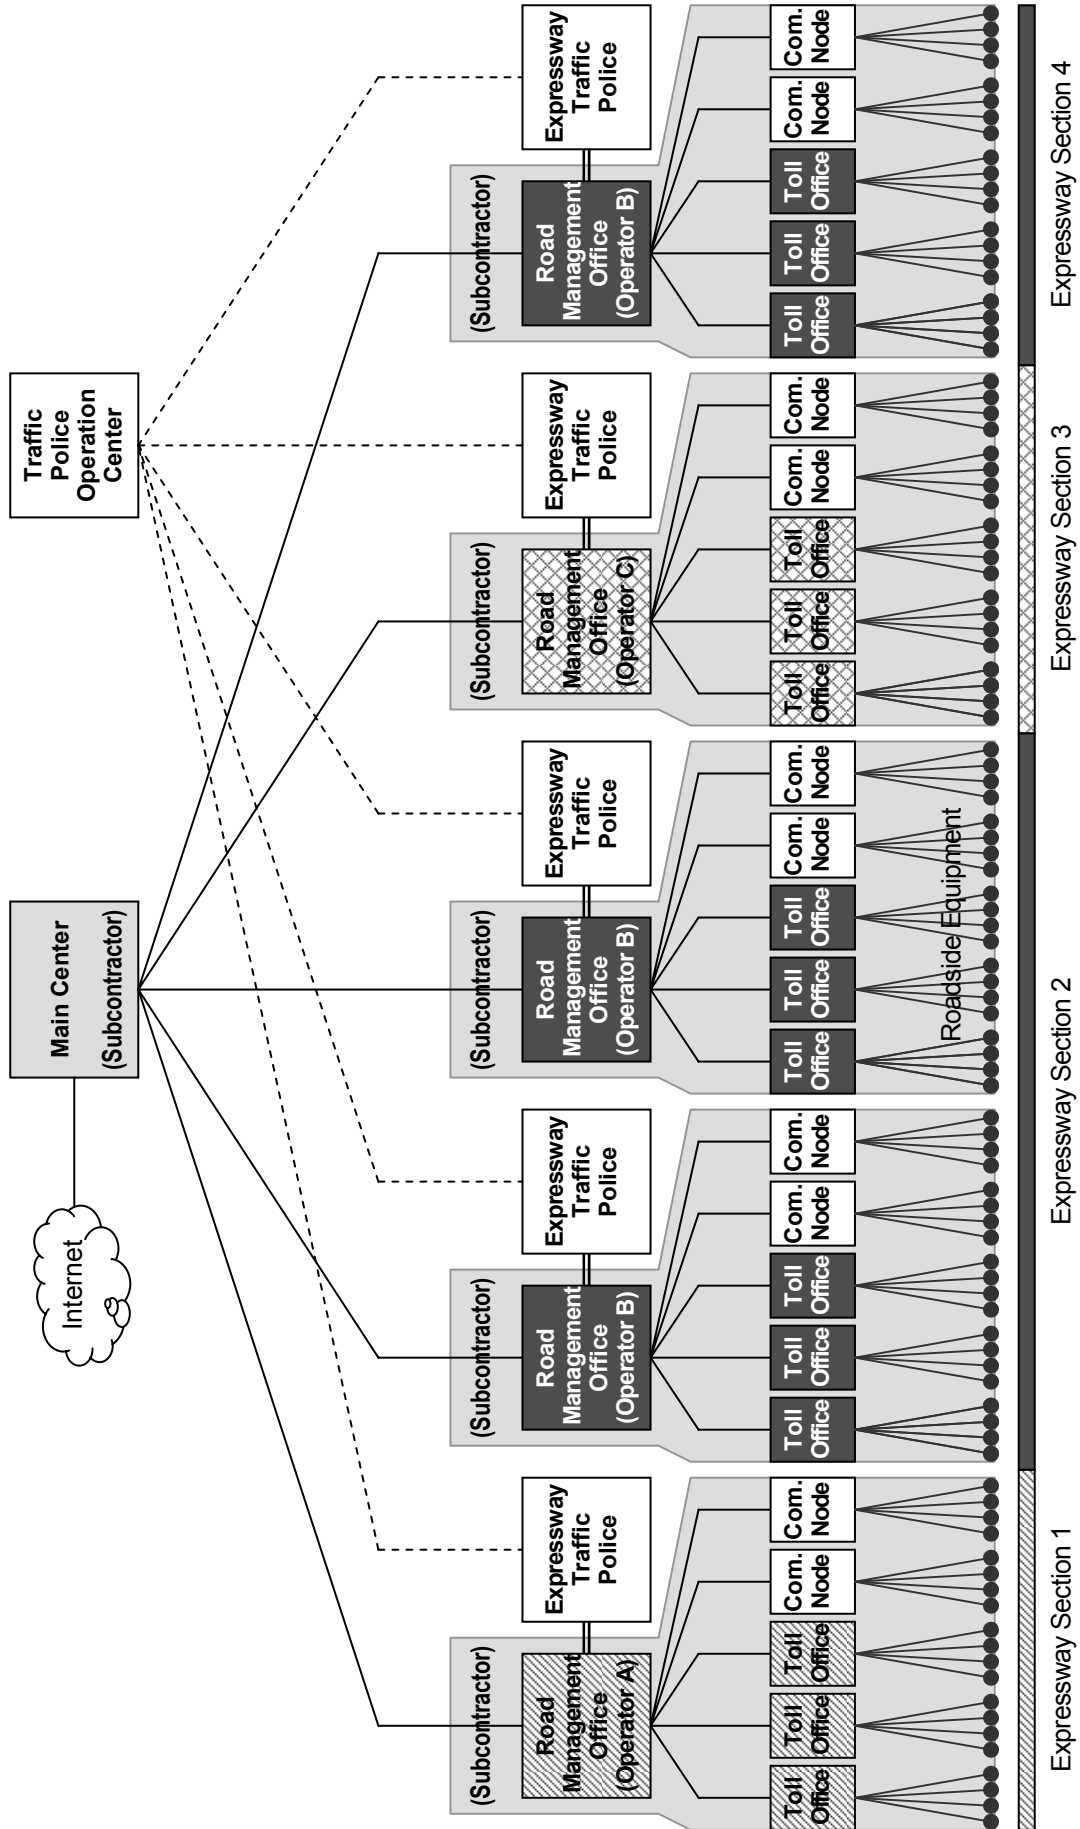 Internet
Main Center
(Subcontractor)
Traffic
Police
Operation
Center
(Subcontractor)
Road
Management
Office
(Operator A)
Expressway
Traffic
Police
(Subcontractor)
Road
Management
Office
(Operator B)
Expressway
Traffic
Police
(Subcontractor)
Road
Management
Office
(Operator B)
Expressway
Traffic
Police
(Subcontractor)
Road
Management
Office
(Operator C)
Expressway
Traffic
Police
(Subcontractor)
Road
Management
Office
(Operator B)
Expressway
Traffic
Police
Toll
Office
Toll
Office
Toll
Office
Com.
Node
Com.
Node
Toll
Office
Toll
Office
Toll
Office
Com.
Node
Com.
Node
Toll
Office
Toll
Office
Toll
Office
Com.
Node
Com.
Node
Toll
Office
Toll
Office
Toll
Office
Com.
Node
Com.
Node
Toll
Office
Toll
Office
Toll
Office
Com.
Node
Com.
Node
Roadside Equipment
Expressway Section 1
Expressway Section 2
Expressway Section 3
Expressway Section 4